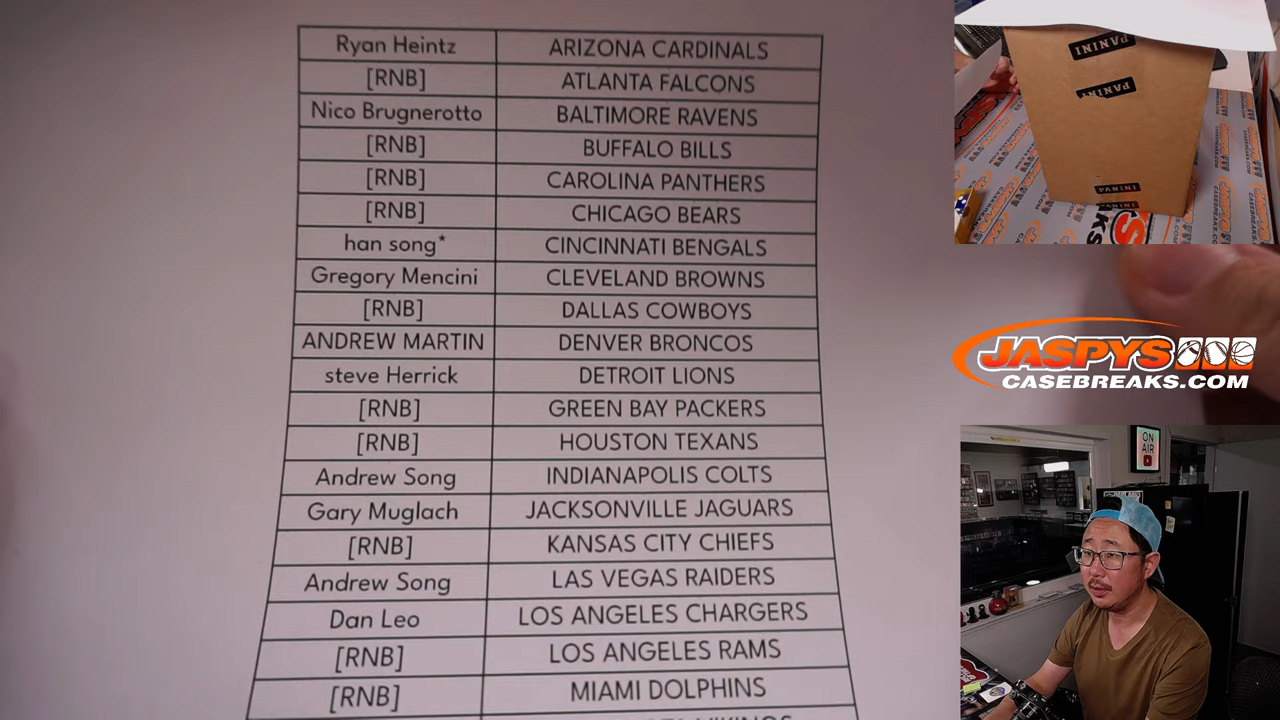 Ryan Heintz ARIZONA CARDINALS
[RNB] ATLANTA FALCONS
Nico Brugnerotto BALTIMORE RAVENS
[RNB] BUFFALO BILLS
[RNB] CAROLINA PANTHERS
[RNB] CHICAGO BEARS
han song* CINCINNATI BENGALS
Gregory Mencini CLEVELAND BROWNS
[RNB] DALLAS COWBOYS
ANDREW MARTIN DENVER BRONCOS
steve Herrick DETROIT LIONS
[RNB] GREEN BAY PACKERS
[RNB] HOUSTON TEXANS
Andrew Song INDIANAPOLIS COLTS
Gary Muglach JACKSONVILLE JAGUARS
[RNB] KANSAS CITY CHIEFS
Andrew Song LAS VEGAS RAIDERS
Dan Leo LOS ANGELES CHARGERS
[RNB] LOS ANGELES RAMS
[RNB] MIAMI DOLPHINS
PANINI
PANINI
PANINI
JASPYS
CASEBREAKS.COM
ON
AIR